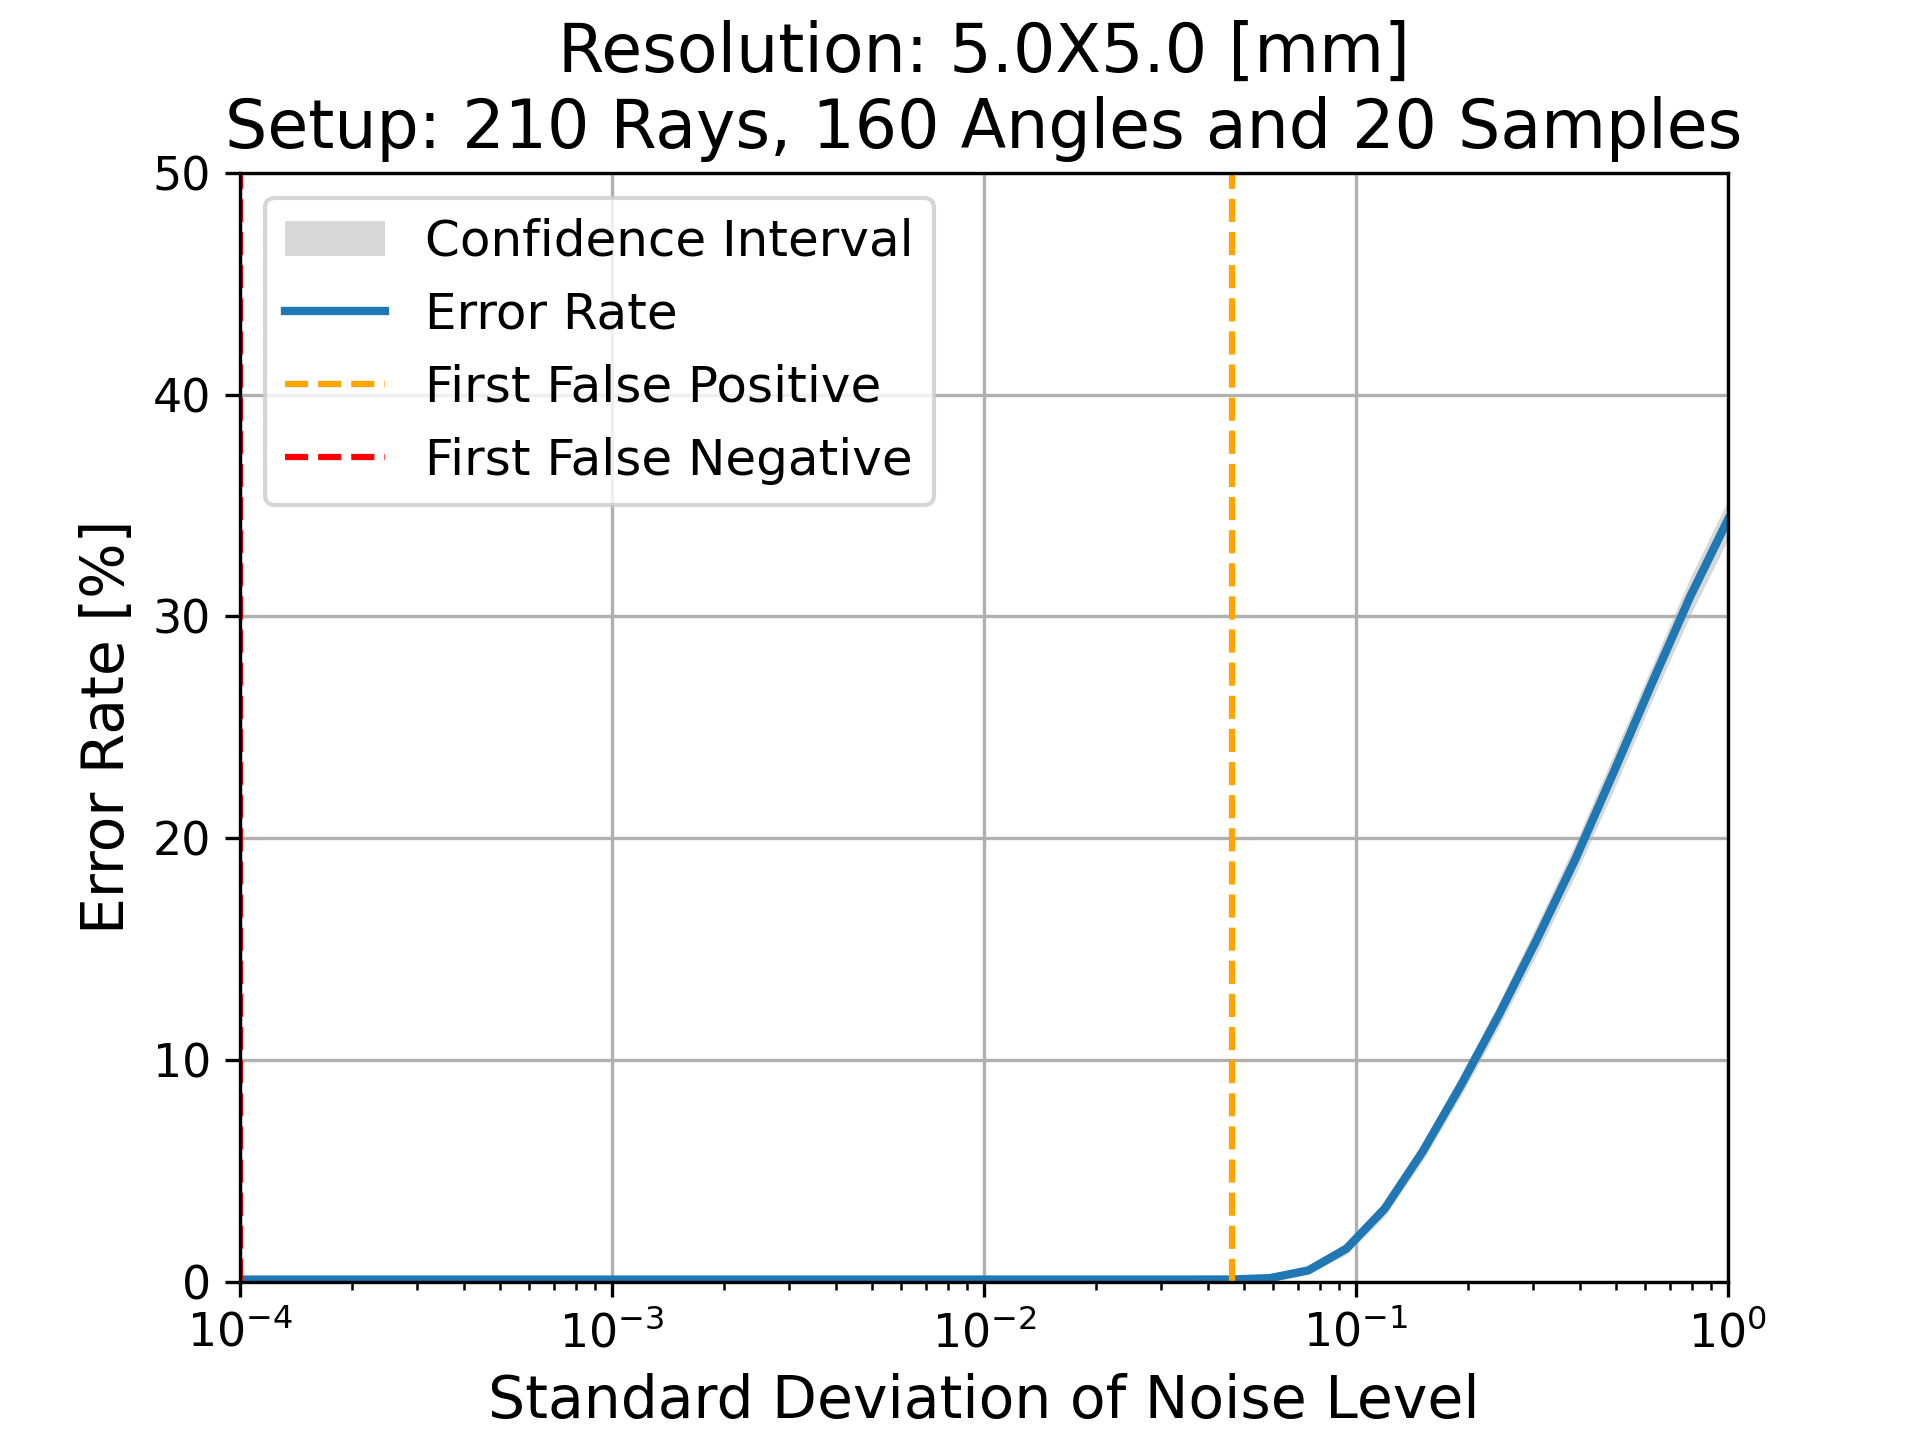 Resolution: 5.0X5.0 [mm]
Setup: 210 Rays, 160 Angles and 20 Samples
Confidence Interval
Error Rate
First False Positive
First False Negative
Error Rate [%]
50
40
30
20
10
0
10⁻⁴ 10⁻³ 10⁻² 10⁻¹ 10⁰
Standard Deviation of Noise Level